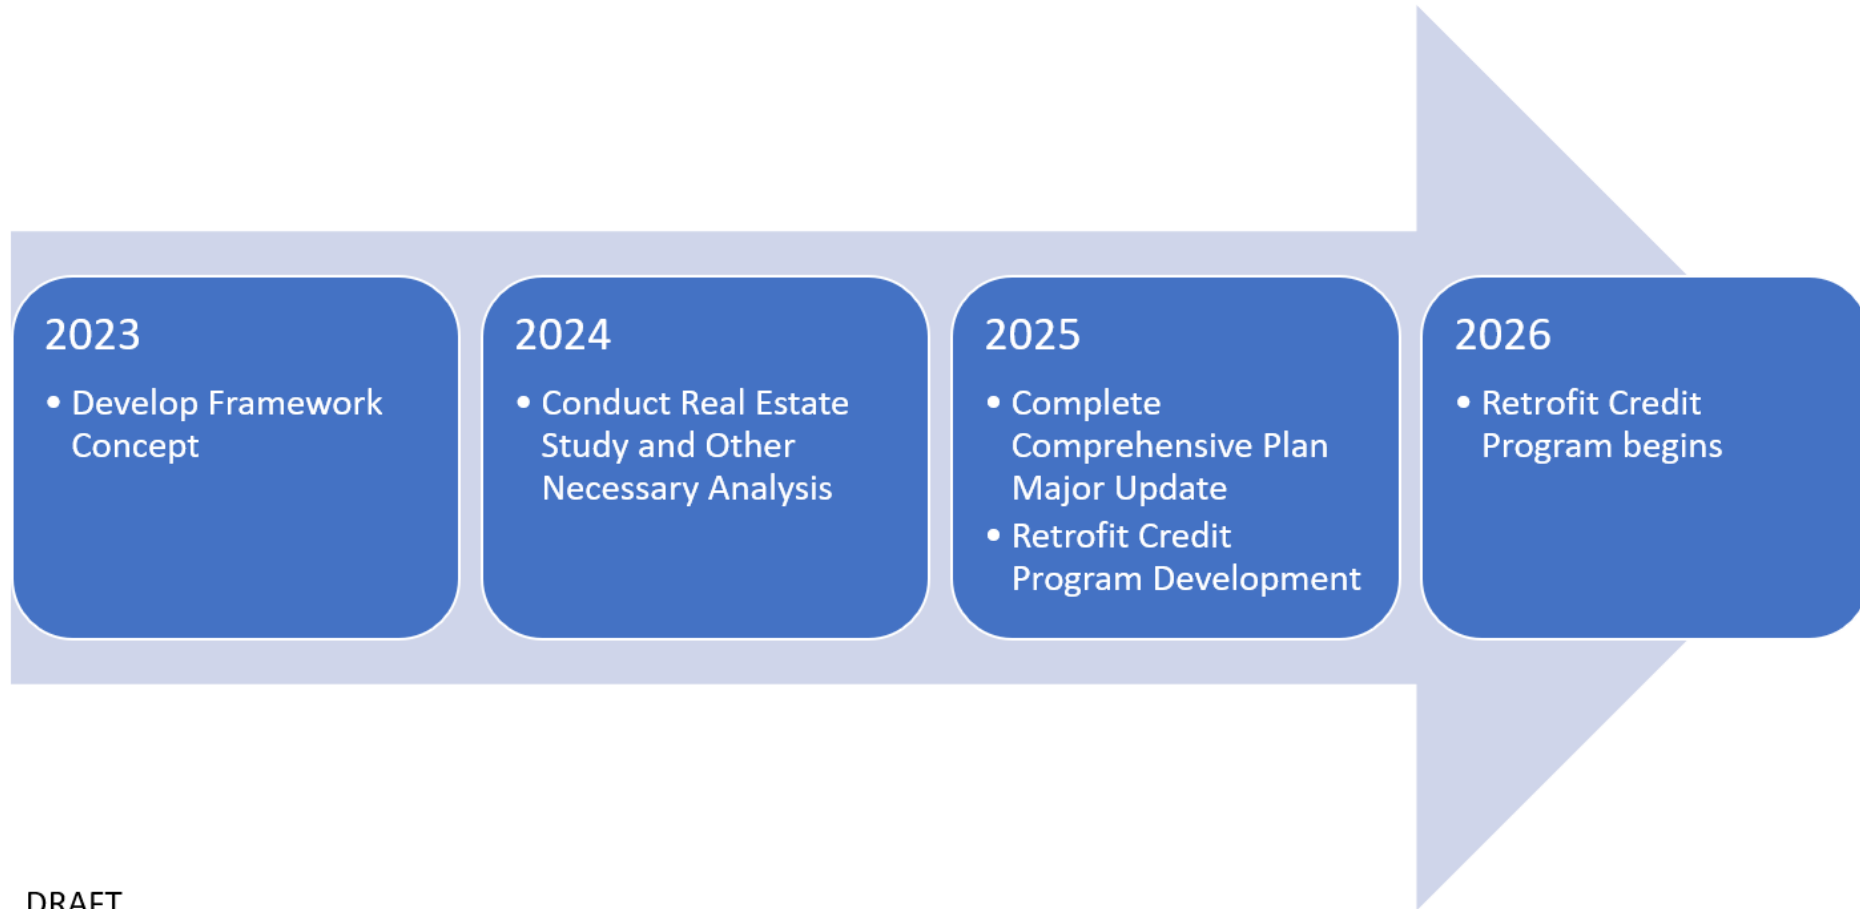 2023
• Develop Framework
Concept
2024
• Conduct Real Estate
Study and Other
Necessary Analysis
2025
• Complete
Comprehensive Plan
Major Update
• Retrofit Credit
Program Development
2026
• Retrofit Credit
Program begins
DRAFT